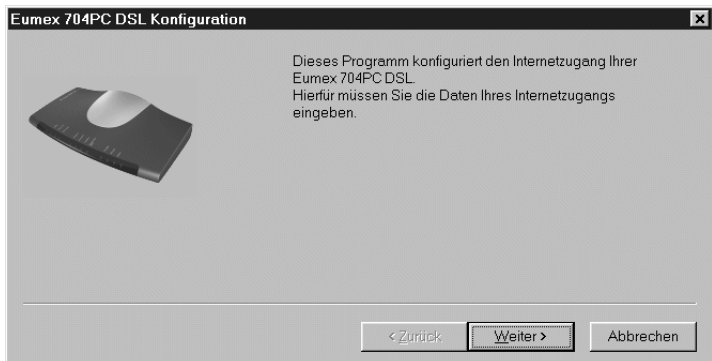 Eumex 704PC DSL Konfiguration
Dieses Programm konfiguriert den Internetzugang Ihrer
Eumex 704PC DSL.
Hierfür müssen Sie die Daten Ihres Internetzugangs
eingeben.
< Zurück
Weiter >
Abbrechen